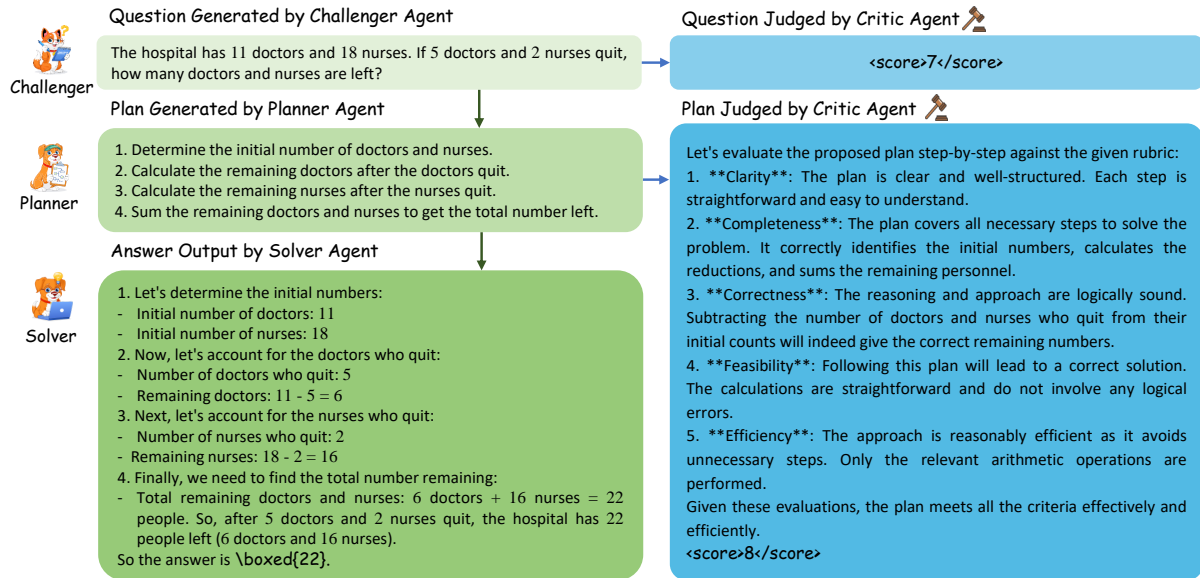 Question Generated by Challenger Agent
Challenger
The hospital has 11 doctors and 18 nurses. If 5 doctors and 2 nurses quit,
how many doctors and nurses are left?
Question Judged by Critic Agent
<score>7</score>
Plan Generated by Planner Agent
Planner
1. Determine the initial number of doctors and nurses.
2. Calculate the remaining doctors after the doctors quit.
3. Calculate the remaining nurses after the nurses quit.
4. Sum the remaining doctors and nurses to get the total number left.
Answer Output by Solver Agent
Solver
1. Let's determine the initial numbers:
- Initial number of doctors: 11
- Initial number of nurses: 18
2. Now, let's account for the doctors who quit:
- Number of doctors who quit: 5
- Remaining doctors: 11 - 5 = 6
3. Next, let's account for the nurses who quit:
- Number of nurses who quit: 2
- Remaining nurses: 18 - 2 = 16
4. Finally, we need to find the total number remaining:
- Total remaining doctors and nurses: 6 doctors + 16 nurses = 22
people. So, after 5 doctors and 2 nurses quit, the hospital has 22
people left (6 doctors and 16 nurses).
So the answer is \boxed{22}.
Plan Judged by Critic Agent
Let's evaluate the proposed plan step-by-step against the given rubric:
1. **Clarity**: The plan is clear and well-structured. Each step is
straightforward and easy to understand.
2. **Completeness**: The plan covers all necessary steps to solve the
problem. It correctly identifies the initial numbers, calculates the
reductions, and sums the remaining personnel.
3. **Correctness**: The reasoning and approach are logically sound.
Subtracting the number of doctors and nurses who quit from their
initial counts will indeed give the correct remaining numbers.
4. **Feasibility**: Following this plan will lead to a correct solution.
The calculations are straightforward and do not involve any logical
errors.
5. **Efficiency**: The approach is reasonably efficient as it avoids
unnecessary steps. Only the relevant arithmetic operations are
performed.
Given these evaluations, the plan meets all the criteria effectively and
efficiently.
<score>8</score>